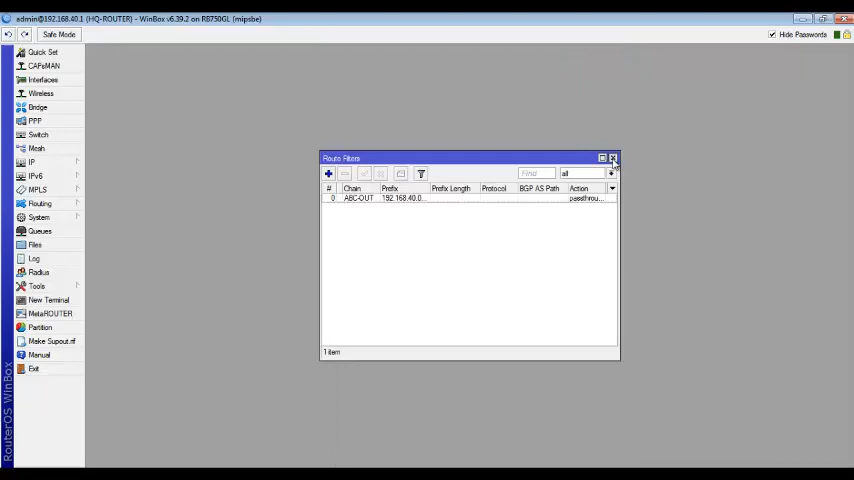 admin@192.168.40.1 (HQ-ROUTER) - WinBox v6.39.2 on RB750GL (mipsbe)
Safe Mode
Hide Passwords
Quick Set
CAPsMAN
Interfaces
Wireless
Bridge
PPP
Switch
Mesh
IP
IPv6
MPLS
Routing
System
Queues
Files
Log
Radius
Tools
New Terminal
MetaROUTER
Partition
Make Supout.rif
Manual
Exit
RouterOS WinBox
Route Filters
Find
all
# Chain Prefix Prefix Length Protocol BGP AS Path Action
0 ABC-OUT 192.168.40.0... passthrou...
1 item